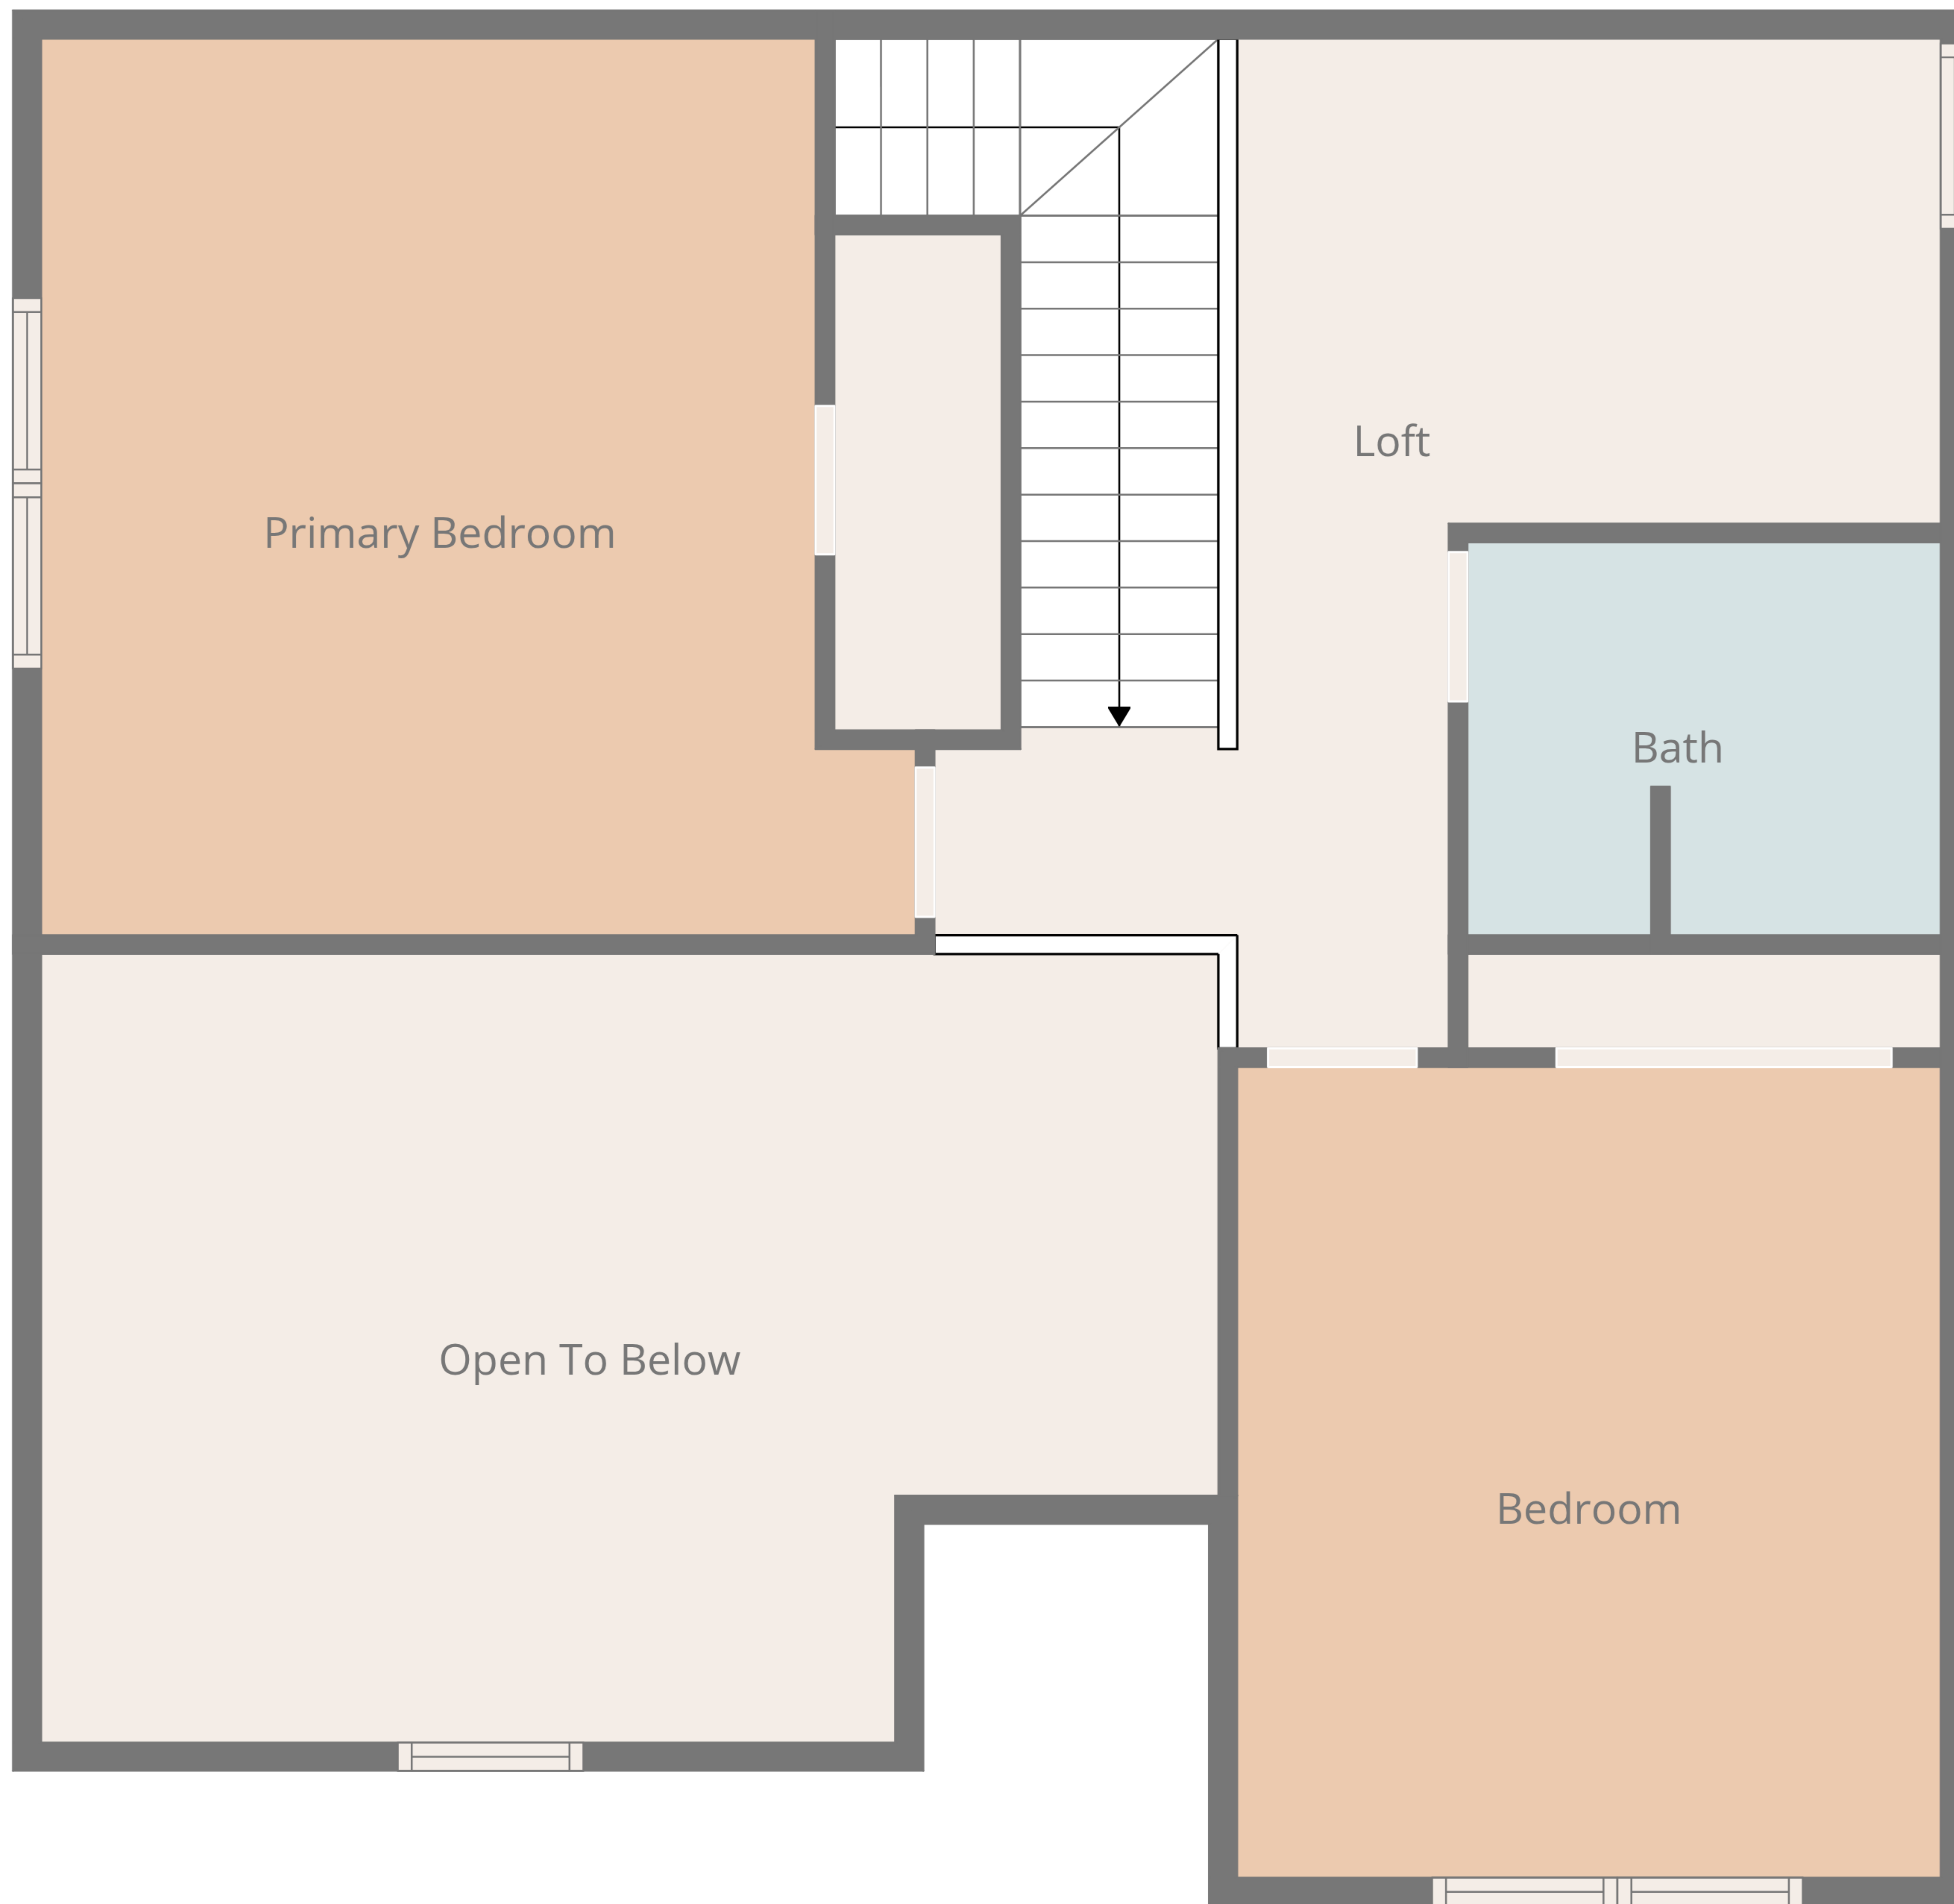 Loft
Primary Bedroom
Bath
Open To Below
Bedroom